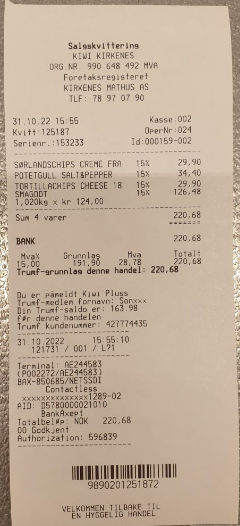 Salgskvittering
KIWI KIRKENES
ORG.NR. 990 648 492 MVA
Foretaksregisteret
KIRKENES MATHUS AS
TLF: 78 97 07 90
31.10.22 15:55 Kasse:002
Kvitt:125187 OperNr:024
Serienr.:153233 Id:000159-002
SØRLANDSCHIPS CREME FRA 15% 29,90
POTETGULL SALT&PEPPER 15% 34,40
TORTILLACHIPS CHEESE 18 15% 29,90
SMÅGODT 15% 126,48
1,020kg x kr 124,00
Sum 4 varer 220,68
BANK 220,68
Mva% Grunnlag Mva Totalt
15,00 191,90 28,78 220,68
Trumf-grunnlag denne handel: 220,68
Du er påmeldt Kiwi Pluss
Trumf-medlem fornavn: Sonxxx
Din Trumf-saldo er: 163,98
før denne handelen
Trumf kundenummer: 427774435
31.10.2022 15:55:10
121731 / 001 /
Terminal: AE244583
(P002272/AE244583)
BAX-850685/NETSSDI
Contactless
xxxxxxxxxxxx1289-02
AID: D5780000021010
BankAxept
Totalbeløp: NOK 220,68
00 Godkjent
Authorization: 596839
9890201251872
VELKOMMEN TILBAKE TIL
EN HYGGELIG HANDEL